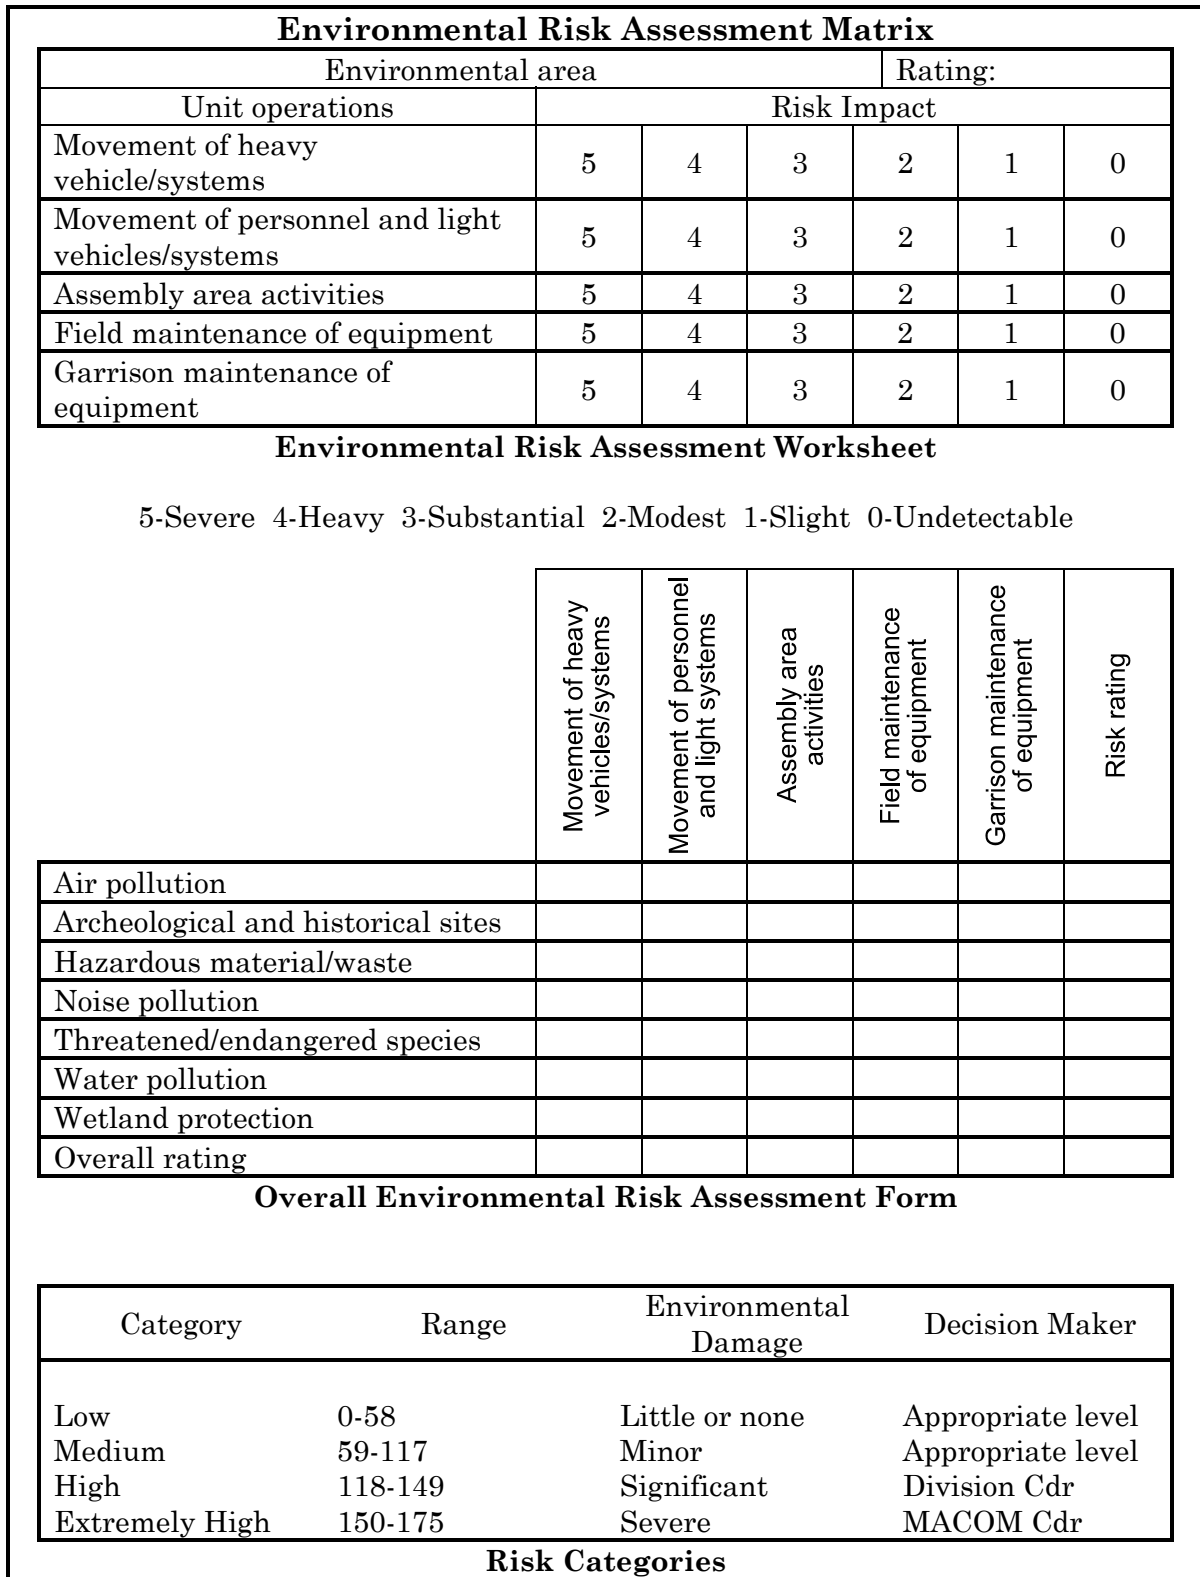 Environmental Risk Assessment Matrix
Environmental area Rating:
Unit operations Risk Impact
Movement of heavy
vehicle/systems 5 4 3 2 1 0
Movement of personnel and light
vehicles/systems 5 4 3 2 1 0
Assembly area activities 5 4 3 2 1 0
Field maintenance of equipment 5 4 3 2 1 0
Garrison maintenance of
equipment 5 4 3 2 1 0
Environmental Risk Assessment Worksheet
5-Severe 4-Heavy 3-Substantial 2-Modest 1-Slight 0-Undetectable
Movement of heavy
vehicles/systems
Movement of personnel
and light systems
Assembly area
activities
Field maintenance
of equipment
Garrison maintenance
of equipment
Risk rating
Air pollution
Archeological and historical sites
Hazardous material/waste
Noise pollution
Threatened/endangered species
Water pollution
Wetland protection
Overall rating
Overall Environmental Risk Assessment Form
Category Range Environmental
Damage Decision Maker
Low 0-58 Little or none Appropriate level
Medium 59-117 Minor Appropriate level
High 118-149 Significant Division Cdr
Extremely High 150-175 Severe MACOM Cdr
Risk Categories